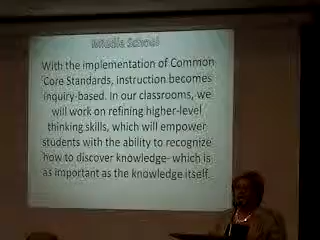 Middle School
With the implementation of Common
Core Standards, instruction becomes
inquiry-based. In our classrooms, we
will work on refining higher-level
thinking skills, which will empower
students with the ability to recognize
how to discover knowledge- which is
as important as the knowledge itself.